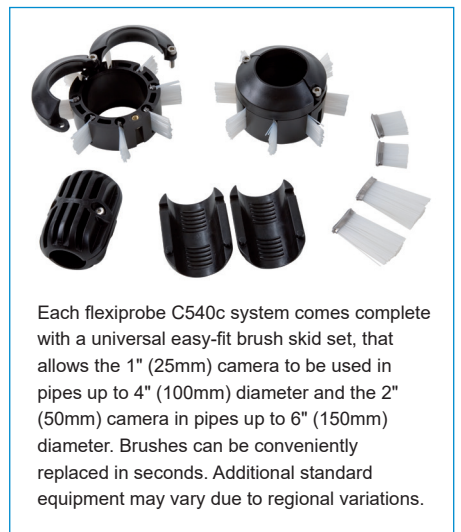 Each flexiprobe C540c system comes complete
with a universal easy-fit brush skid set, that
allows the 1" (25mm) camera to be used in
pipes up to 4" (100mm) diameter and the 2"
(50mm) camera in pipes up to 6" (150mm)
diameter. Brushes can be conveniently
replaced in seconds. Additional standard
equipment may vary due to regional variations.